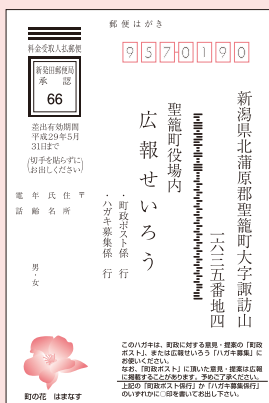 郵便はがき
料金受取人払郵便
新発田郵便局
承認
66
差出有効期間
平成29年5月
31日まで
(切手を貼らずに
お出しください)
9570190
新潟県北蒲原郡聖籠町大字諏訪山
一六三五番地四
聖籠町役場内
広報せいろう
・町政ポスト係 行
・ハガキ募集係 行
〒
住所
氏名
年齢 男・女
電話
町の花 はまなす
このハガキは、町政に対する意見・提案の「町政
ポスト」、または広報せいろう「ハガキ募集」に
お使いください。
なお、「町政ポスト」に頂いた意見・提案は広報
に掲載することがあります。予めご了承ください。
上記の「町政ポスト係行」か「ハガキ募集係行」
のいずれかに○印を書いてお出し下さい。